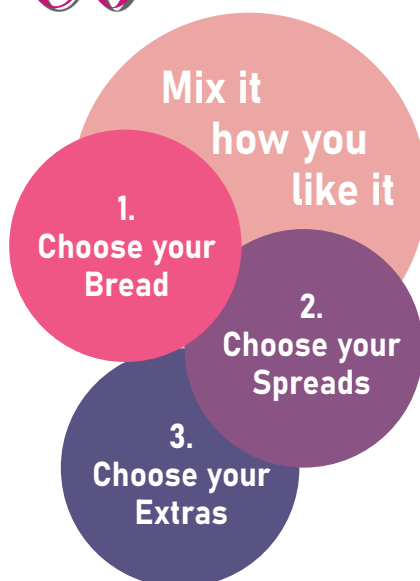 Mix it
how you
like it
1.
Choose your
Bread
2.
Choose your
Spreads
3.
Choose your
Extras